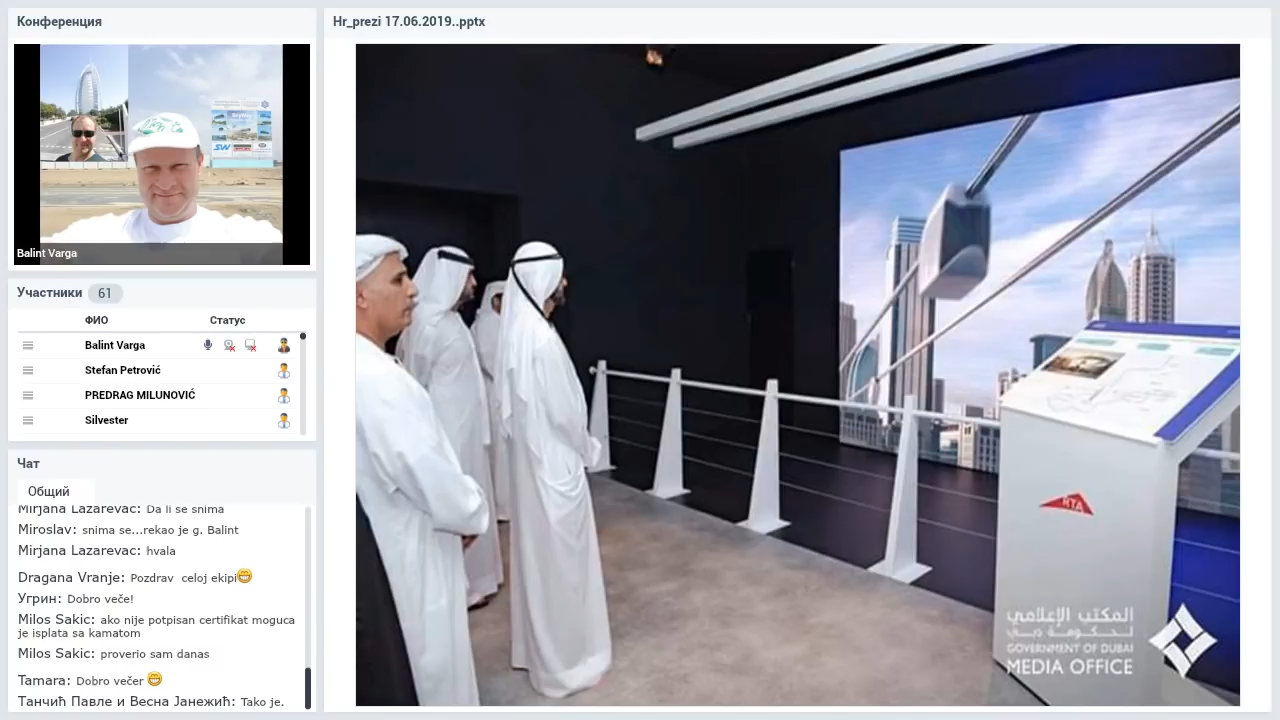 Конференция
Balint Varga
Участники 61
ФИО Статус
Balint Varga
Stefan Petrović
PREDRAG MILUNOVIĆ
Silvester
Чат
Общий
Mirjana Lazarevac: Da li se snima
Miroslav: snima se...rekao je g. Balint
Mirjana Lazarevac: hvala
Dragana Vranje: Pozdrav celoj ekipi
Угрин: Dobro veče!
Milos Sakic: ako nije potpisan certifikat moguca
je isplata sa kamatom
Milos Sakic: proverio sam danas
Tamara: Dobro večer
Танчић Павле и Весна Јанежић: Tako je.
Hr_prezi 17.06.2019..pptx
RTA
المكتب الإعلامي
لحكومة دبي
GOVERNMENT OF DUBAI
MEDIA OFFICE
SW